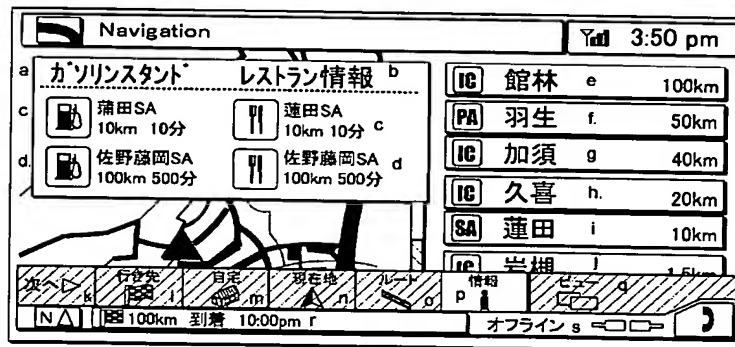 Navigation
3:50 pm
a ガソリンスタンド レストラン情報 b
c 蒲田SA
10km 10分
蓮田SA
10km 10分 c
d. 佐野藤岡SA
100km 500分
佐野藤岡SA d
100km 500分
IC 館林 e 100km
PA 羽生 f. 50km
IC 加須 g 40km
IC 久喜 h. 20km
SA 蓮田 i 10km
IC 岩槻 j 1.5km
次へ▷ k
行き先 l
自宅 m
現在地 n
ルート o
情報 p
ビュー q
N 100km 到着 10:00pm r
オフライン s